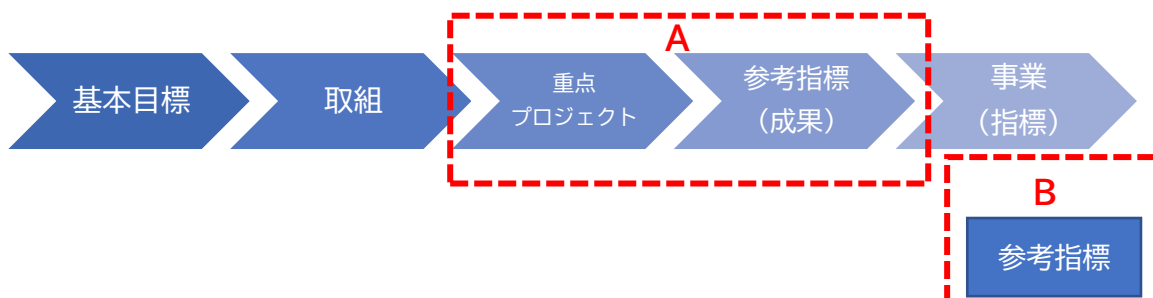 A
基本目標
取組
重点
プロジェクト
参考指標
（成果）
事業
（指標）
B
参考指標